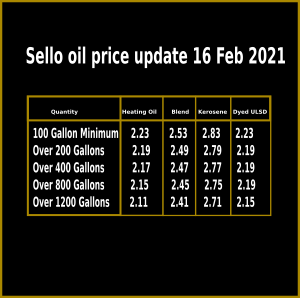 Sello oil price update 16 Feb 2021
Quantity Heating Oil Blend Kerosene Dyed ULSD
100 Gallon Minimum 2.23 2.53 2.83 2.23
Over 200 Gallons 2.19 2.49 2.79 2.19
Over 400 Gallons 2.17 2.47 2.77 2.19
Over 800 Gallons 2.15 2.45 2.75 2.19
Over 1200 Gallons 2.11 2.41 2.71 2.15